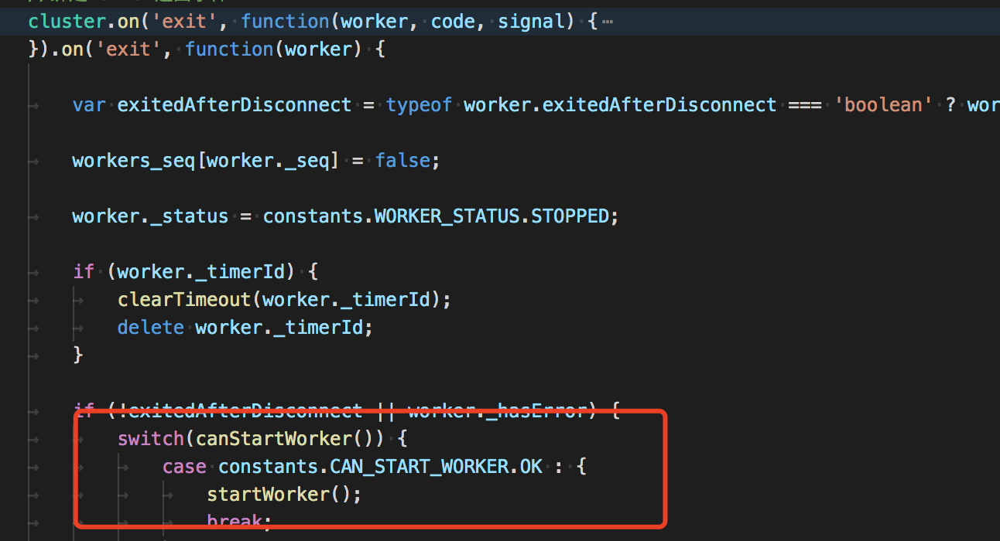 cluster.on('exit', function(worker, code, signal) {
}).on('exit', function(worker) {
var exitedAfterDisconnect = typeof worker.exitedAfterDisconnect === 'boolean' ? wor
workers_seq[worker._seq] = false;
worker._status = constants.WORKER_STATUS.STOPPED;
if (worker._timerId) {
clearTimeout(worker._timerId);
delete worker._timerId;
}
if (!exitedAfterDisconnect || worker._hasError) {
switch(canStartWorker()) {
case constants.CAN_START_WORKER.OK : {
startWorker();
break;